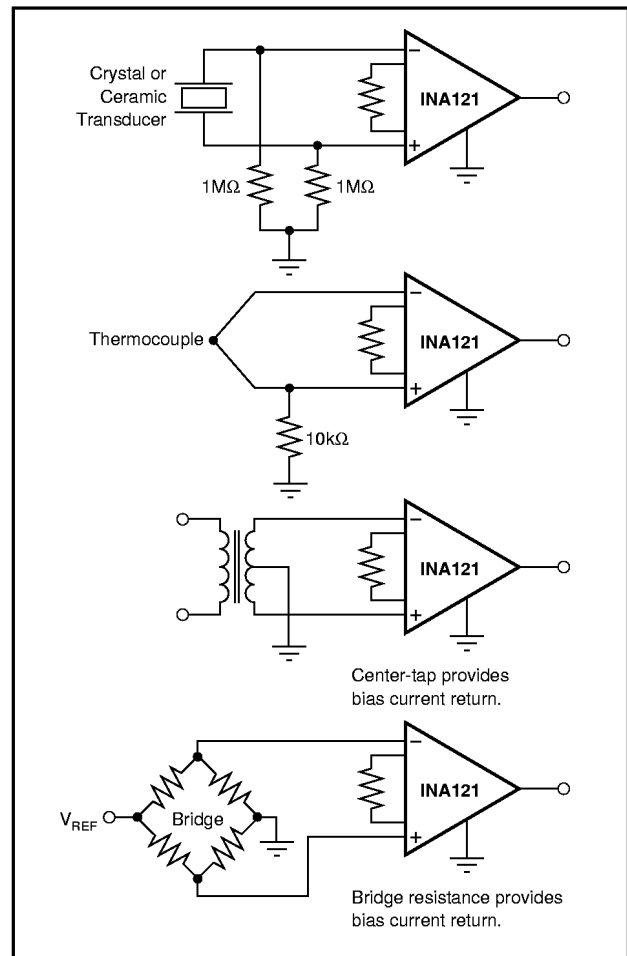 Crystal or
Ceramic
Transducer
−
INA121
+
1MΩ
1MΩ
−
Thermocouple
INA121
+
10kΩ
−
INA121
+
Center-tap provides
bias current return.
−
INA121
VREF
Bridge
+
Bridge resistance provides
bias current return.